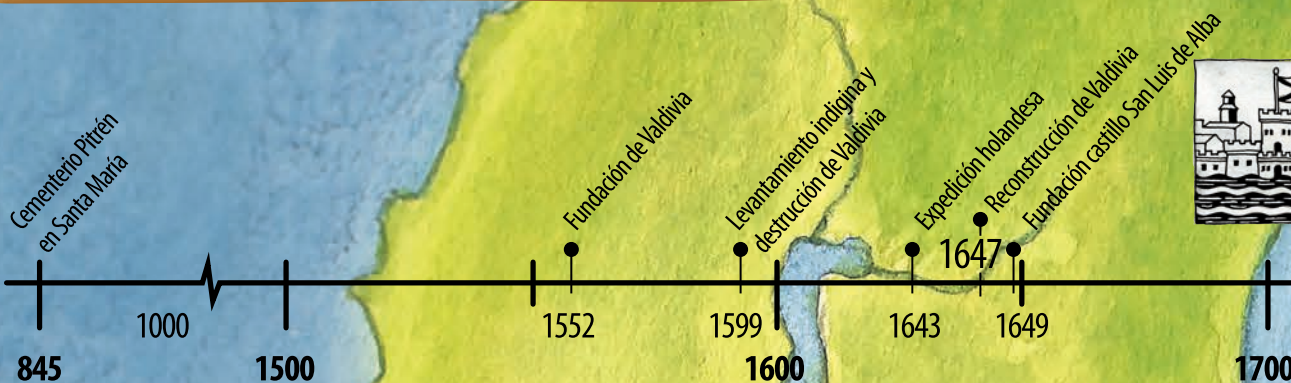 Cementerio Pitrén
en Santa María
Fundación de Valdivia
Levantamiento indigina y
destrucción de Valdivia
Expedición holandesa
Reconstrucción de Valdivia
Fundación castillo San Luis de Alba
1647
1000
1552
1599
1643
1649
845
1500
1600
1700